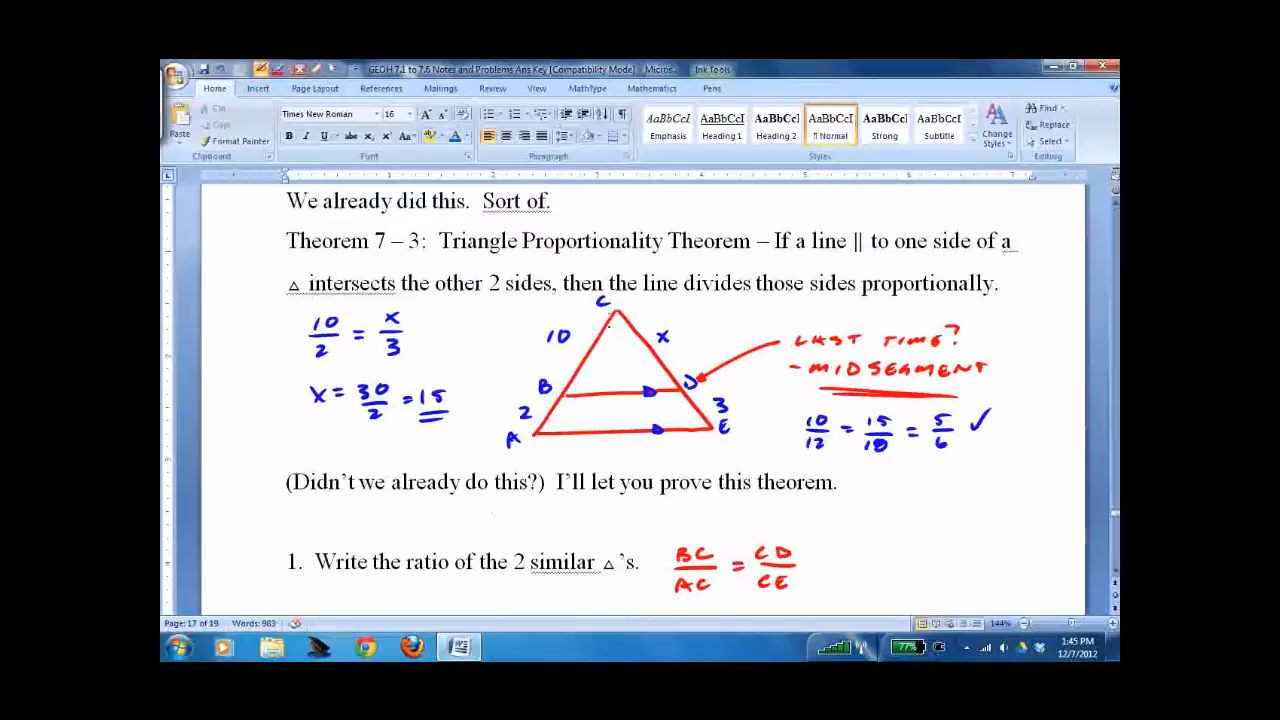 GEOH 7.1 to 7.6 Notes and Problems Ans Key [Compatibility Mode] - Micros... Ink Tools
Home Insert Page Layout References Mailings Review View MathType Mathematics Pens
Paste Cut Copy Format Painter
Times New Roman 16
AaBbCcI AaBbCcI AaBbCcI AaBbCcI AaBbCcI AaBbCcI
Emphasis Heading 1 Heading 2 ¶ Normal Strong Subtitle
Change Styles
Find Replace Select
Clipboard Font Paragraph Styles Editing
We already did this. Sort of.
Theorem 7 – 3: Triangle Proportionality Theorem – If a line || to one side of a
△ intersects the other 2 sides, then the line divides those sides proportionally.
10/2 = x/3
x = 30/2 = 15
C
10 x
B D
2 3
A E
LAST TIME?
- MIDSEGMENT
10/12 = 15/18 = 5/6 ✓
(Didn't we already do this?) I'll let you prove this theorem.
1. Write the ratio of the 2 similar △'s. BC/AC = CD/CE
Page: 17 of 19 Words: 983 144%
77% 1:45 PM
12/7/2012